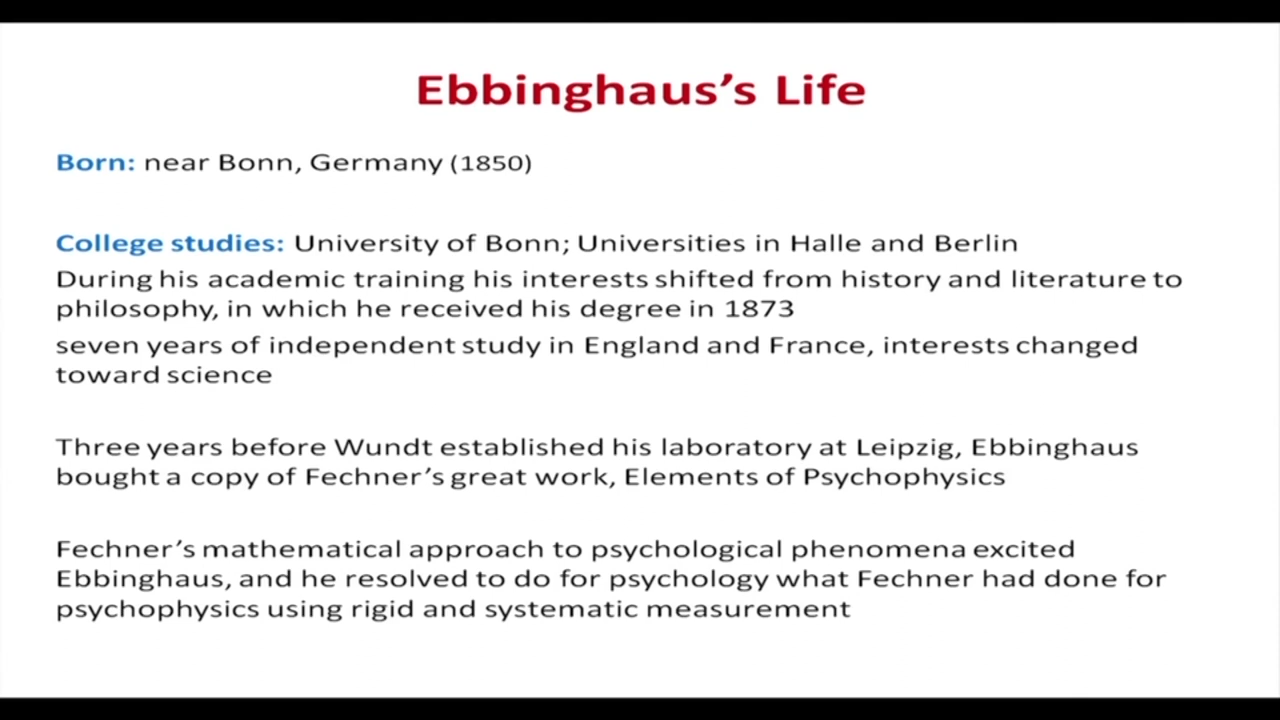 Ebbinghaus’s Life
Born: near Bonn, Germany (1850)
College studies: University of Bonn; Universities in Halle and Berlin
During his academic training his interests shifted from history and literature to
philosophy, in which he received his degree in 1873
seven years of independent study in England and France, interests changed
toward science
Three years before Wundt established his laboratory at Leipzig, Ebbinghaus
bought a copy of Fechner’s great work, Elements of Psychophysics
Fechner’s mathematical approach to psychological phenomena excited
Ebbinghaus, and he resolved to do for psychology what Fechner had done for
psychophysics using rigid and systematic measurement